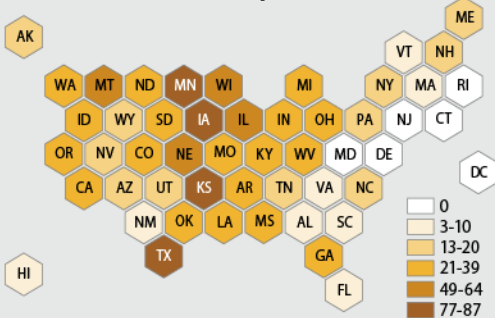 ME
AK
VT NH
WA MT ND MN WI MI NY MA RI
ID WY SD IA IL IN OH PA NJ CT
OR NV CO NE MO KY WV MD DE
DC
CA AZ UT KS AR TN VA NC
NM OK LA MS AL SC
TX GA
HI
FL
0
3-10
13-20
21-39
49-64
77-87